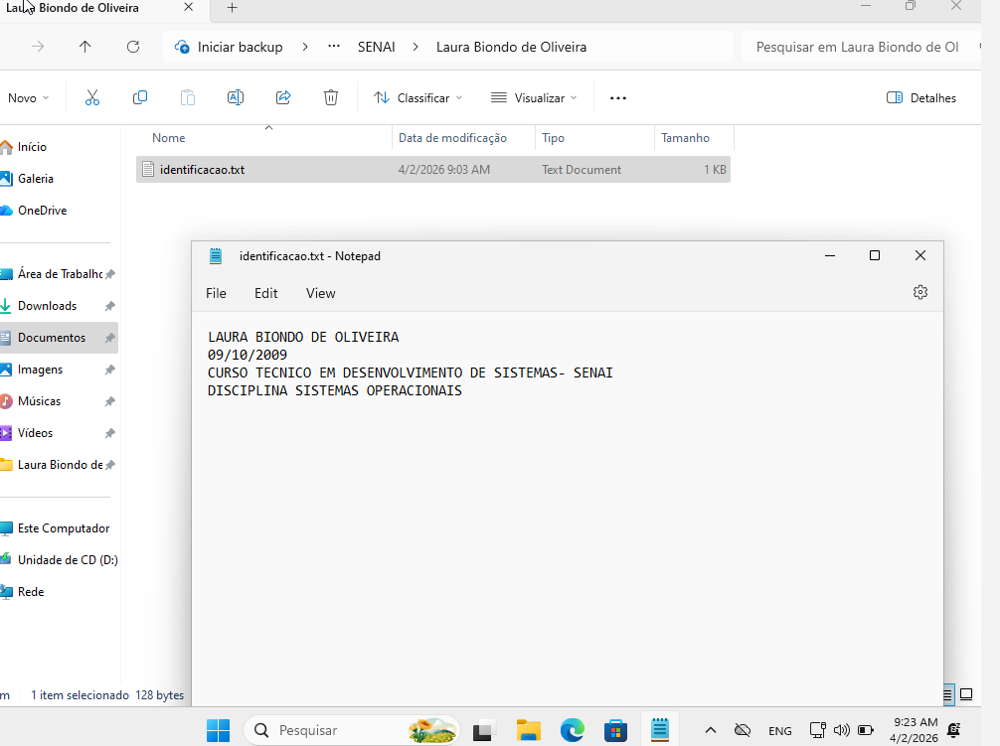 Laura Biondo de Oliveira
Iniciar backup > ... SENAI > Laura Biondo de Oliveira
Pesquisar em Laura Biondo de Ol
Novo
Classificar
Visualizar
...
Detalhes
Nome
Data de modificação
Tipo
Tamanho
identificacao.txt
4/2/2026 9:03 AM
Text Document
1 KB
Início
Galeria
OneDrive
Área de Trabalho
Downloads
Documentos
Imagens
Músicas
Vídeos
Laura Biondo de
Este Computador
Unidade de CD (D:)
Rede
identificacao.txt - Notepad
File
Edit
View
LAURA BIONDO DE OLIVEIRA
09/10/2009
CURSO TECNICO EM DESENVOLVIMENTO DE SISTEMAS- SENAI
DISCIPLINA SISTEMAS OPERACIONAIS
m
1 item selecionado
128 bytes
Pesquisar
ENG
9:23 AM
4/2/2026